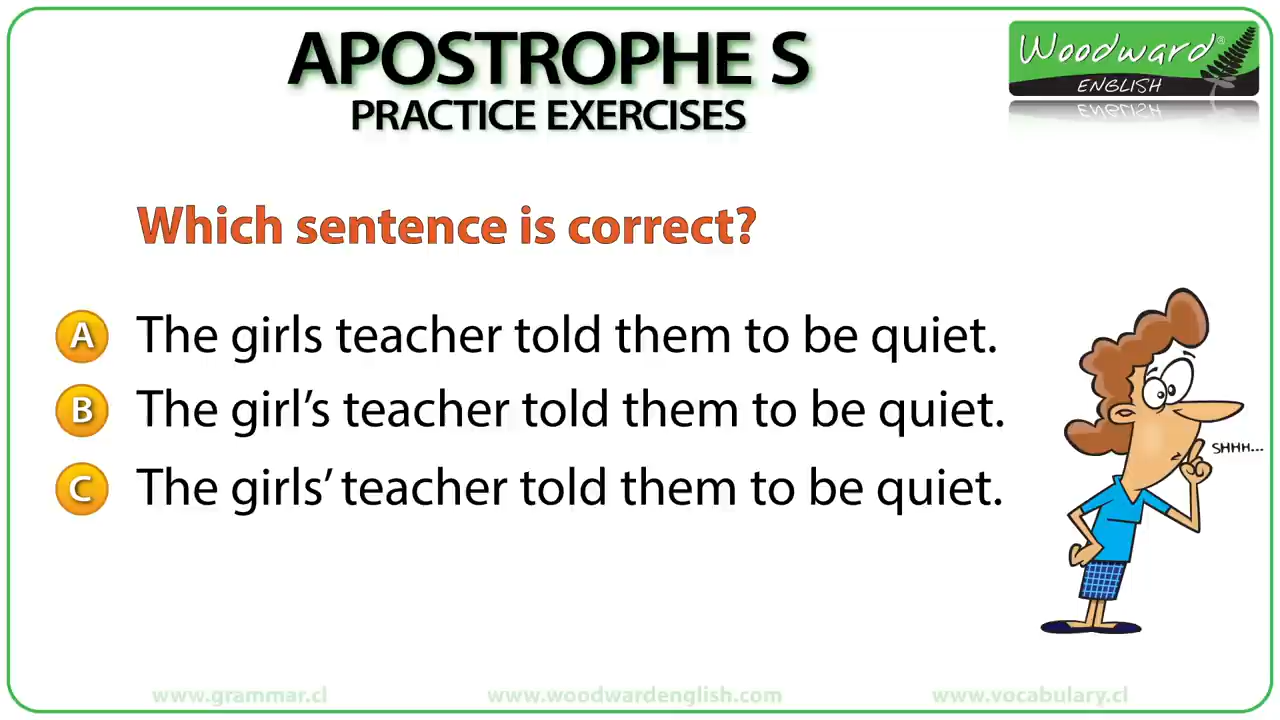 APOSTROPHE S
PRACTICE EXERCISES
Woodward®
ENGLISH
Which sentence is correct?
A The girls teacher told them to be quiet.
B The girl’s teacher told them to be quiet.
C The girls’ teacher told them to be quiet.
SHHH...
www.grammar.cl www.woodwardenglish.com www.vocabulary.cl